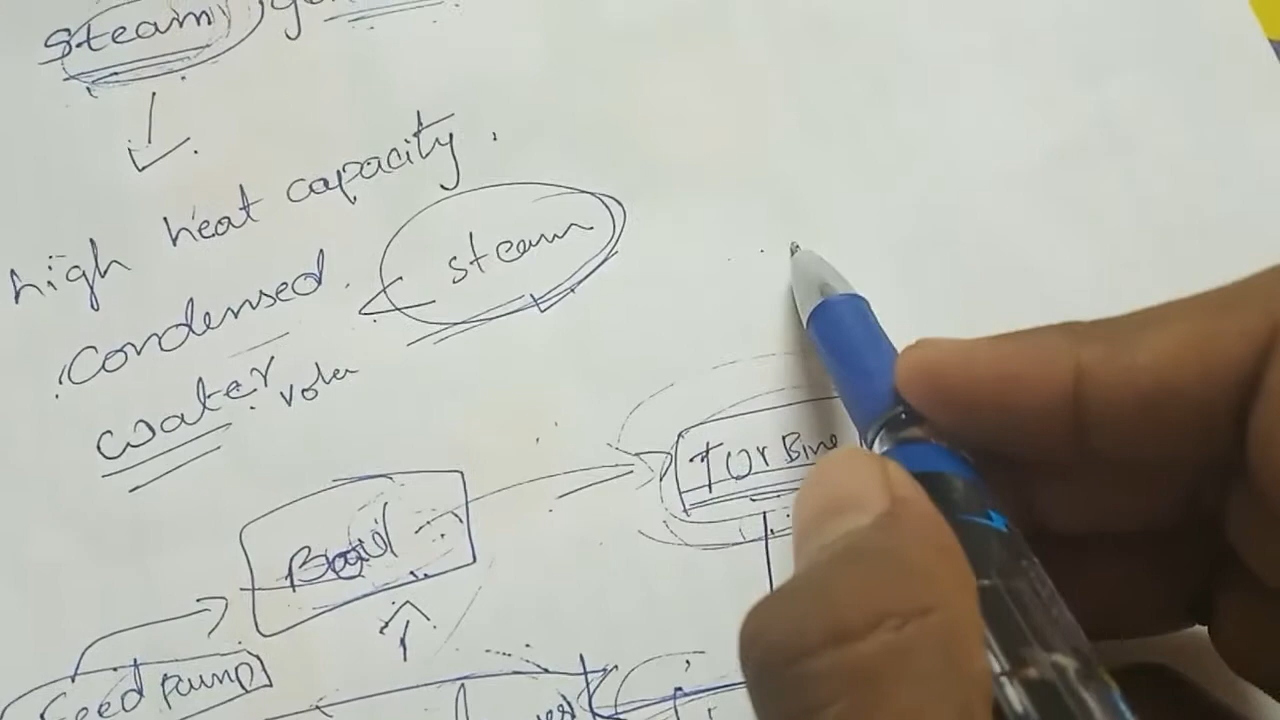 steam
high heat capacity.
condensed. steam
water
Boil
TurBine
feed pump